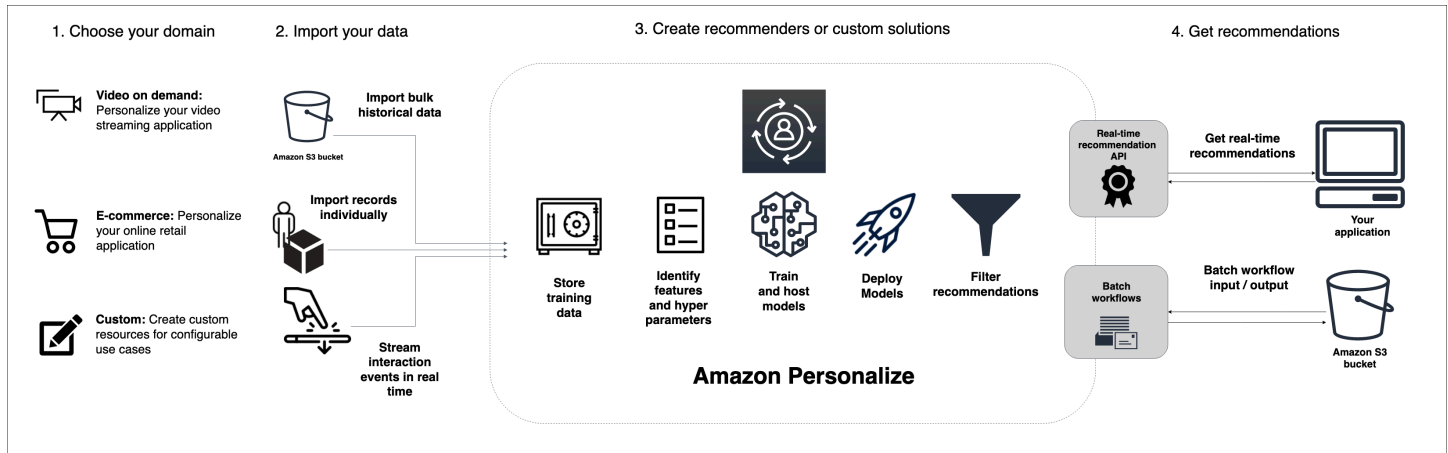 1. Choose your domain
2. Import your data
3. Create recommenders or custom solutions
4. Get recommendations
Video on demand:
Personalize your video
streaming application
E-commerce: Personalize
your online retail
application
Custom: Create custom
resources for configurable
use cases
Import bulk
historical data
Amazon S3 bucket
Import records
individually
Stream
interaction
events in real
time
Store
training
data
Identify
features
and hyper
parameters
Train
and host
models
Deploy
Models
Filter
recommendations
Amazon Personalize
Real-time
recommendation
API
Get real-time
recommendations
Your
application
Batch
workflows
Batch workflow
input / output
Amazon S3
bucket